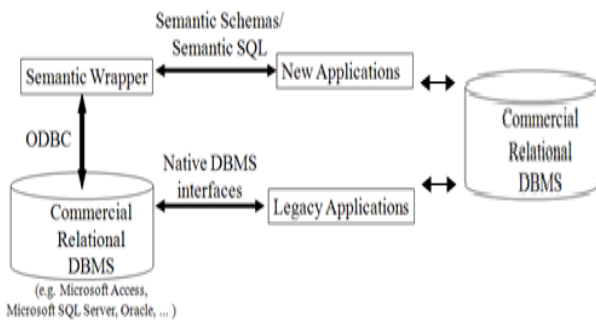 Semantic Schemas/
Semantic SQL
Semantic Wrapper
New Applications
ODBC
Commercial
Relational
DBMS
Native DBMS
interfaces
Legacy Applications
Commercial
Relational
DBMS
(e.g. Microsoft Access,
Microsoft SQL Server, Oracle, ... )